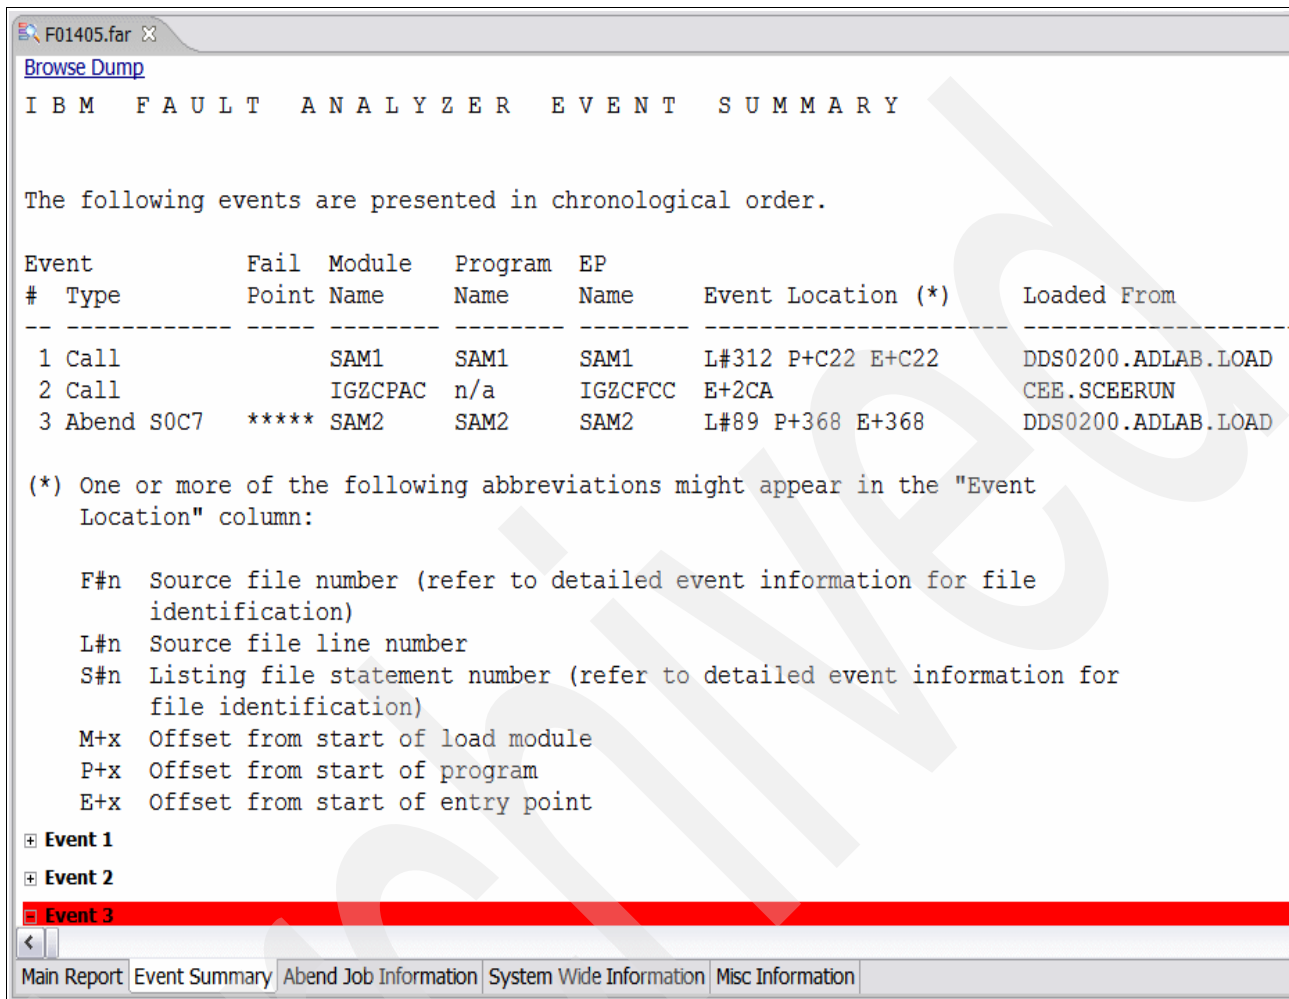 F01405.far
Browse Dump
I B M   F A U L T   A N A L Y Z E R   E V E N T   S U M M A R Y
The following events are presented in chronological order.
Event           Fail  Module   Program  EP
#  Type         Point Name     Name     Name     Event Location (*)     Loaded From
-- ------------ ----- -------- -------- -------- ---------------------- -------------------
1 Call               SAM1     SAM1     SAM1     L#312 P+C22 E+C22      DDS0200.ADLAB.LOAD
2 Call               IGZCPAC  n/a      IGZCFCC  E+2CA                  CEE.SCEERUN
3 Abend S0C7   ***** SAM2     SAM2     SAM2     L#89 P+368 E+368       DDS0200.ADLAB.LOAD
(*) One or more of the following abbreviations might appear in the "Event
Location" column:
F#n  Source file number (refer to detailed event information for file
identification)
L#n  Source file line number
S#n  Listing file statement number (refer to detailed event information for
file identification)
M+x  Offset from start of load module
P+x  Offset from start of program
E+x  Offset from start of entry point
Event 1
Event 2
Event 3
Main Report Event Summary Abend Job Information System Wide Information Misc Information